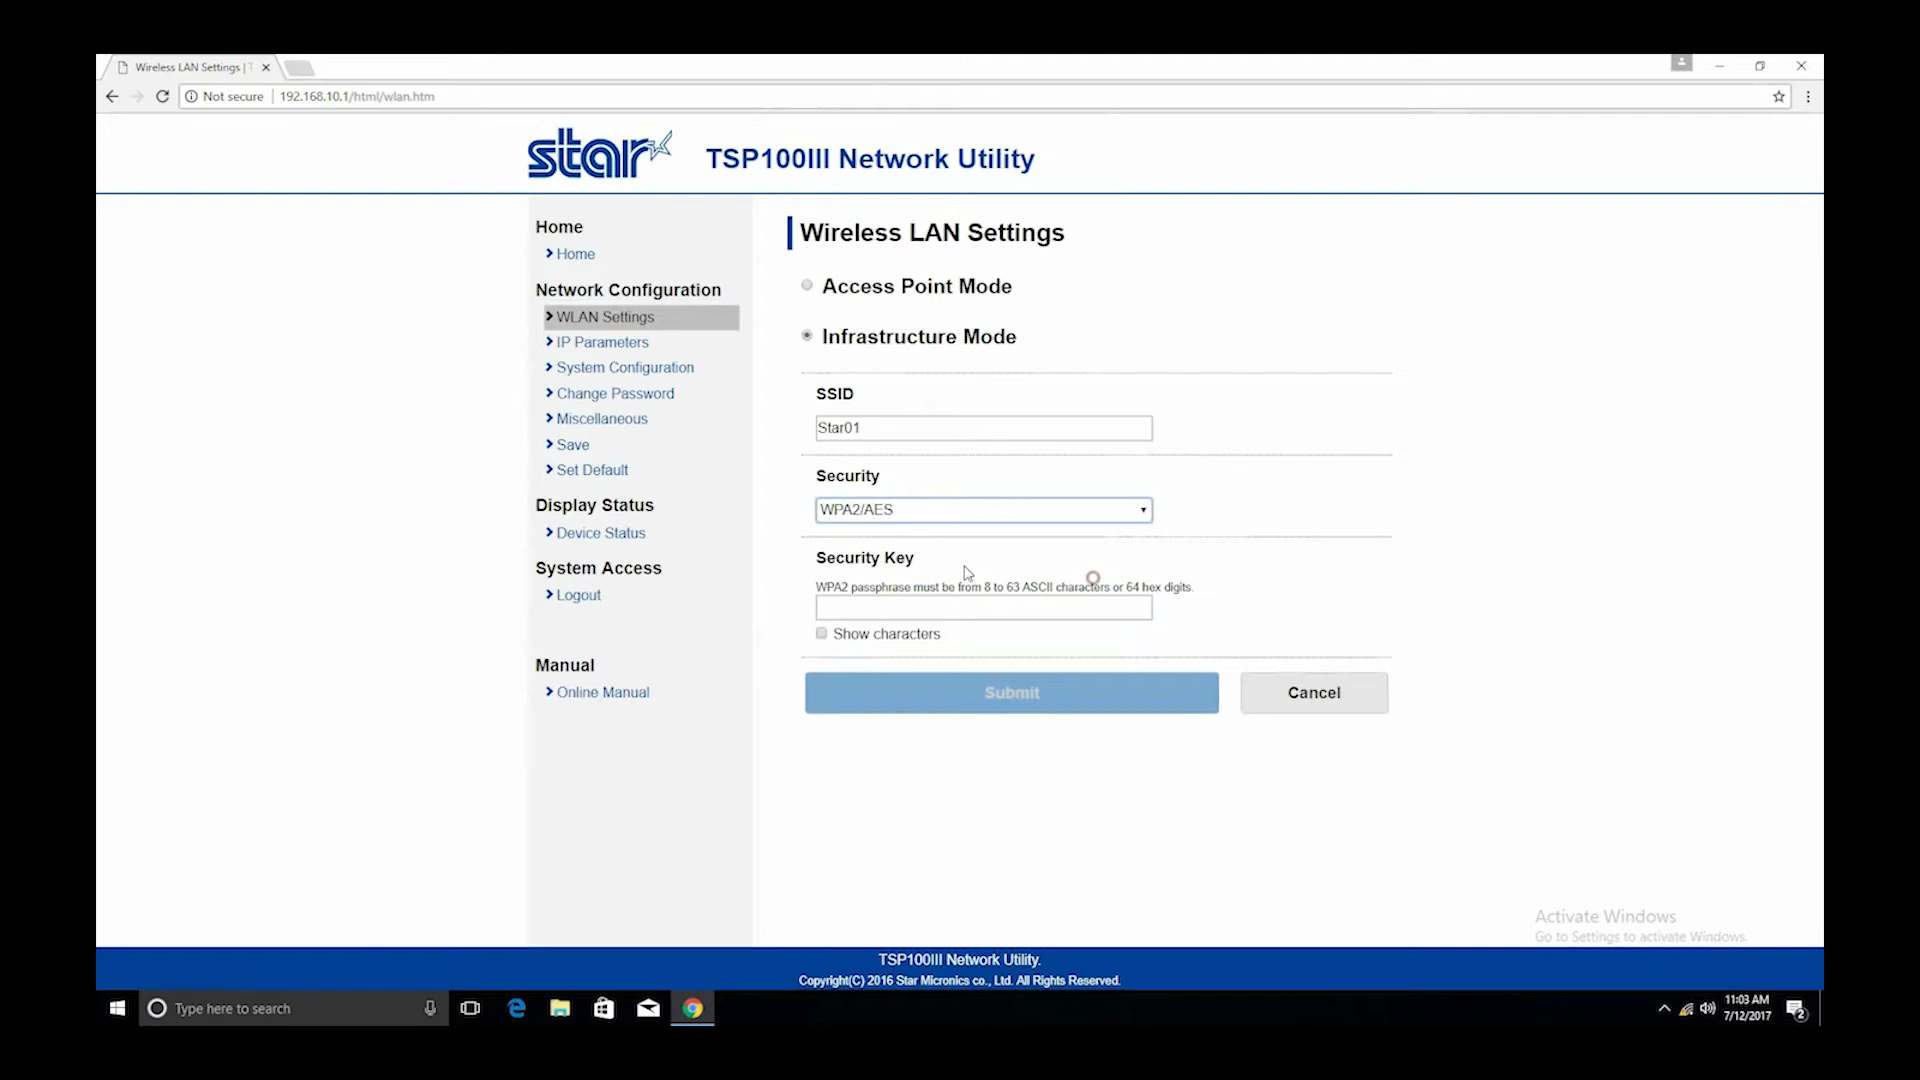 Wireless LAN Settings | T
Not secure
192.168.10.1/html/wlan.htm
star
TSP100III Network Utility
Home
Home
Network Configuration
WLAN Settings
IP Parameters
System Configuration
Change Password
Miscellaneous
Save
Set Default
Display Status
Device Status
System Access
Logout
Manual
Online Manual
Wireless LAN Settings
Access Point Mode
Infrastructure Mode
SSID
Star01
Security
WPA2/AES
Security Key
WPA2 passphrase must be from 8 to 63 ASCII characters or 64 hex digits.
Show characters
Submit
Cancel
Activate Windows
Go to Settings to activate Windows.
TSP100III Network Utility.
Copyright(C) 2016 Star Micronics co., Ltd. All Rights Reserved.
Type here to search
11:03 AM
7/12/2017
2